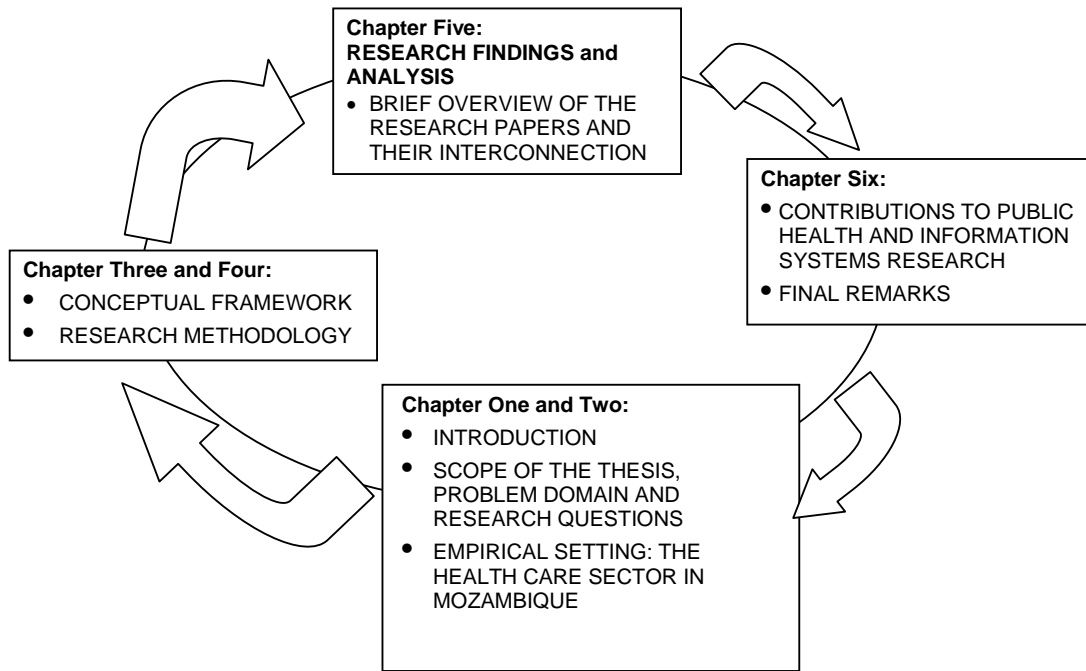 Chapter Five:
RESEARCH FINDINGS and
ANALYSIS
• BRIEF OVERVIEW OF THE
RESEARCH PAPERS AND
THEIR INTERCONNECTION
Chapter Six:
• CONTRIBUTIONS TO PUBLIC
HEALTH AND INFORMATION
SYSTEMS RESEARCH
• FINAL REMARKS
Chapter Three and Four:
• CONCEPTUAL FRAMEWORK
• RESEARCH METHODOLOGY
Chapter One and Two:
• INTRODUCTION
• SCOPE OF THE THESIS,
PROBLEM DOMAIN AND
RESEARCH QUESTIONS
• EMPIRICAL SETTING: THE
HEALTH CARE SECTOR IN
MOZAMBIQUE